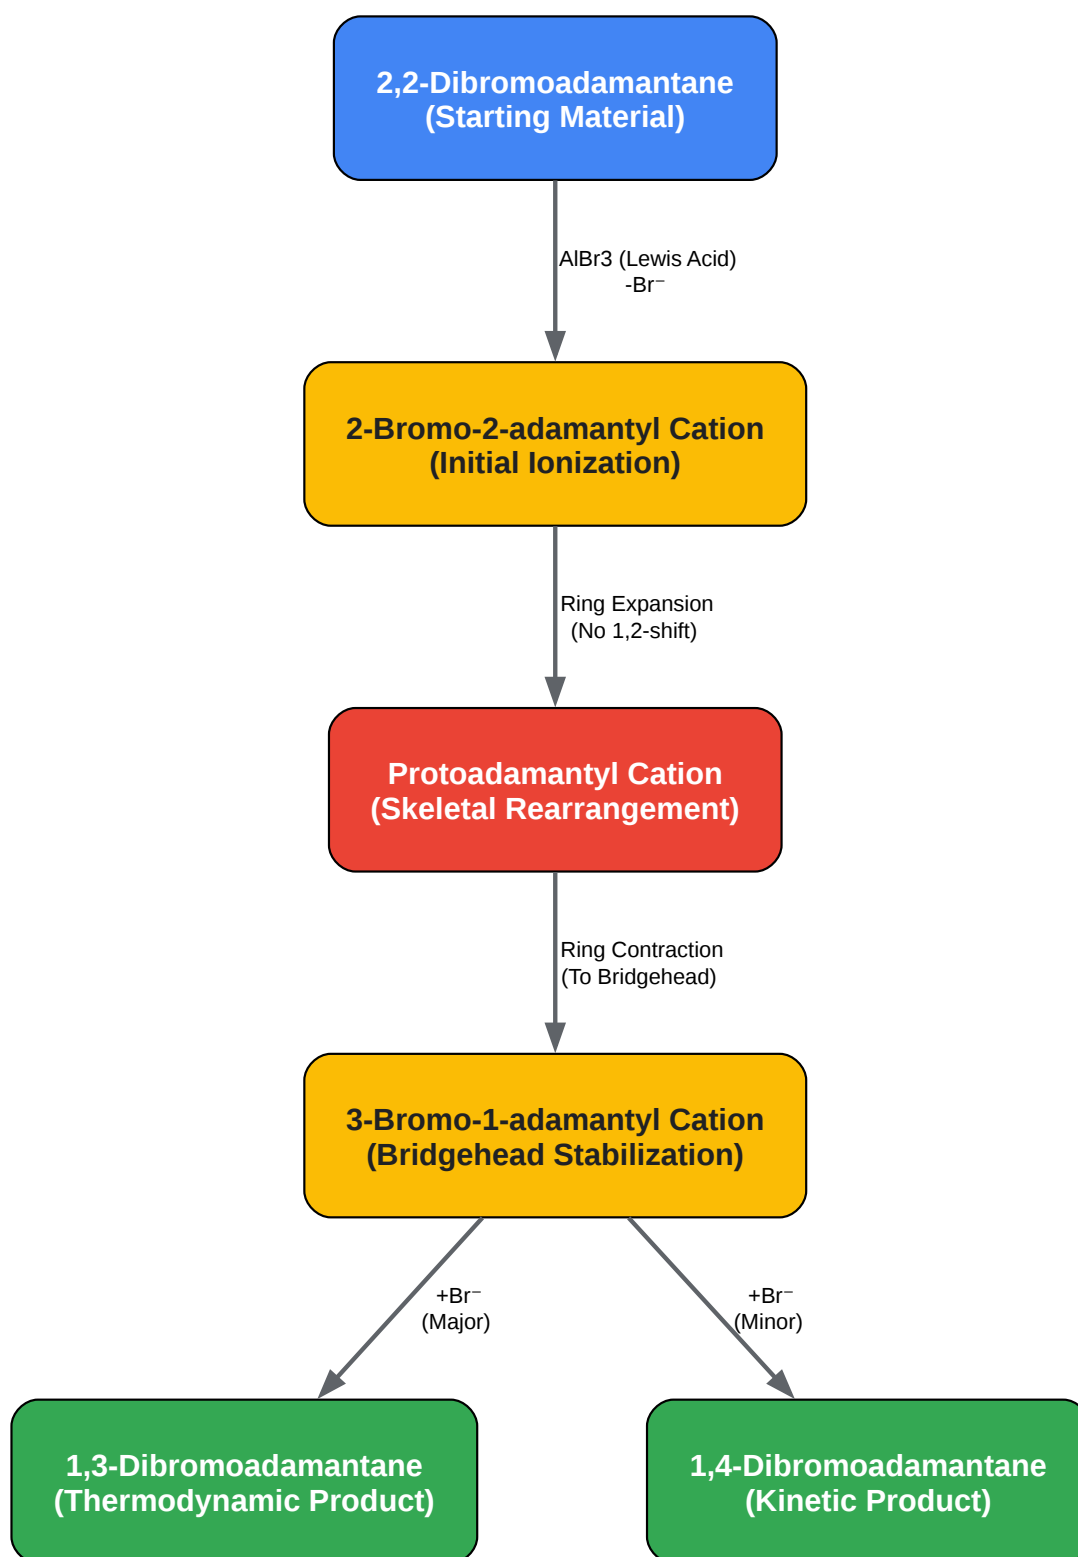 2,2-Dibromoadamantane
(Starting Material)
AlBr3 (Lewis Acid)
-Br⁻
2-Bromo-2-adamantyl Cation
(Initial Ionization)
Ring Expansion
(No 1,2-shift)
Protoadamantyl Cation
(Skeletal Rearrangement)
Ring Contraction
(To Bridgehead)
3-Bromo-1-adamantyl Cation
(Bridgehead Stabilization)
+Br⁻
(Major)
+Br⁻
(Minor)
1,3-Dibromoadamantane
(Thermodynamic Product)
1,4-Dibromoadamantane
(Kinetic Product)